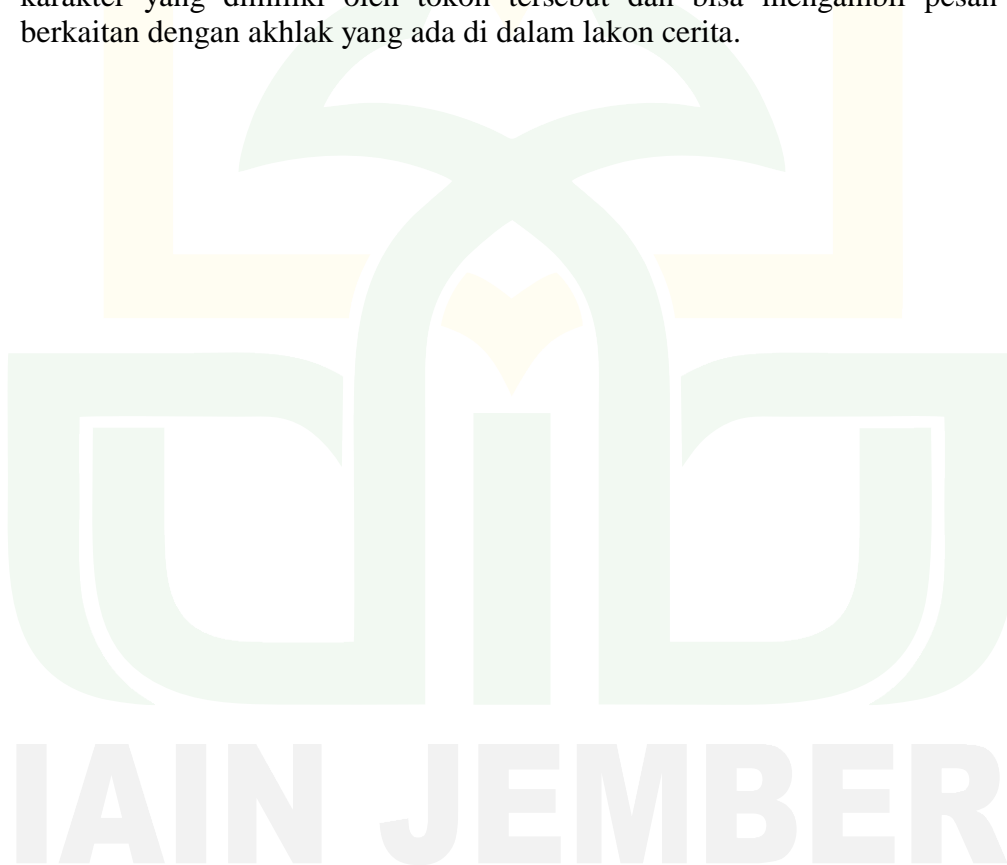 karakter yang dimiliki oleh tokoh tersebut dan bisa mengambil pesan
berkaitan dengan akhlak yang ada di dalam lakon cerita.
IAIN JEMBER